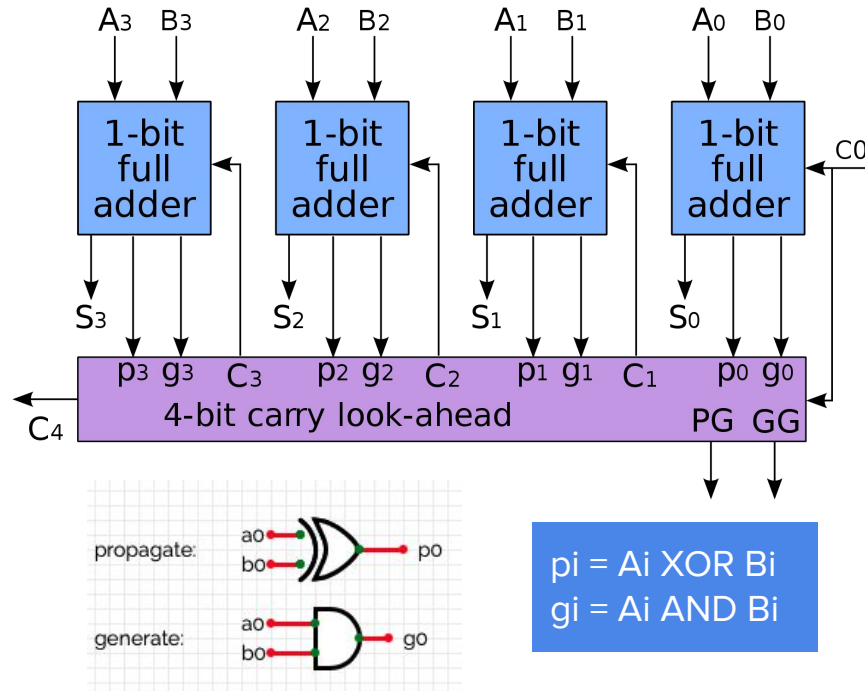 A3 B3 A2 B2 A1 B1 A0 B0
1-bit full adder
1-bit full adder
1-bit full adder
1-bit full adder
C0
S3 S2 S1 S0
p3 g3 C3 p2 g2 C2 p1 g1 C1 p0 g0
4-bit carry look-ahead
PG GG
C4
propagate:
a0
b0
p0
generate:
a0
b0
g0
pi = Ai XOR Bi
gi = Ai AND Bi